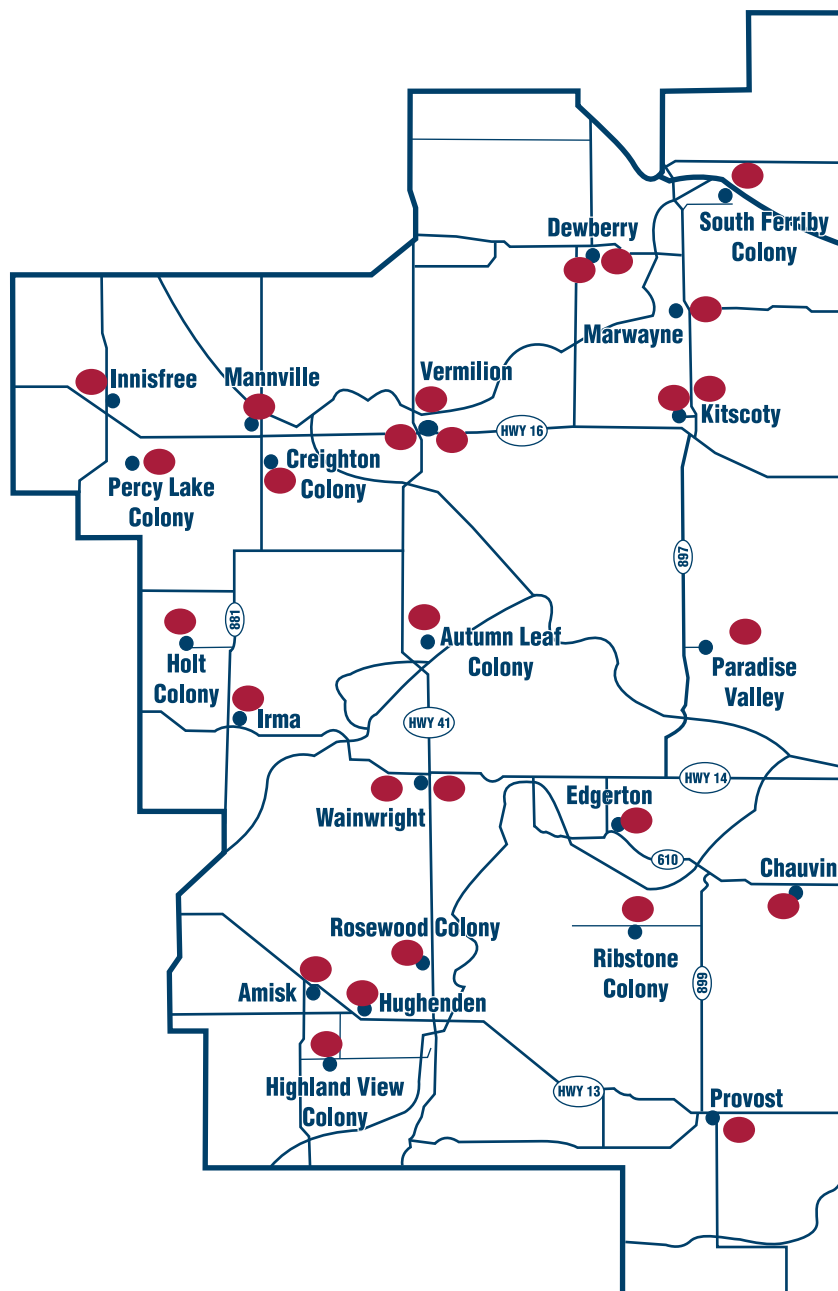 South Ferriby
Colony
Dewberry
Marwayne
Innisfree
Mannville
Vermilion
Kitscoty
HWY 16
Percy Lake
Colony
Creighton
Colony
897
881
Holt
Colony
Autumn Leaf
Colony
Paradise
Valley
Irma
HWY 41
HWY 14
Wainwright
Edgerton
610
Chauvin
Rosewood Colony
Ribstone
Colony
Amisk
Hughenden
899
Highland View
Colony
HWY 13
Provost